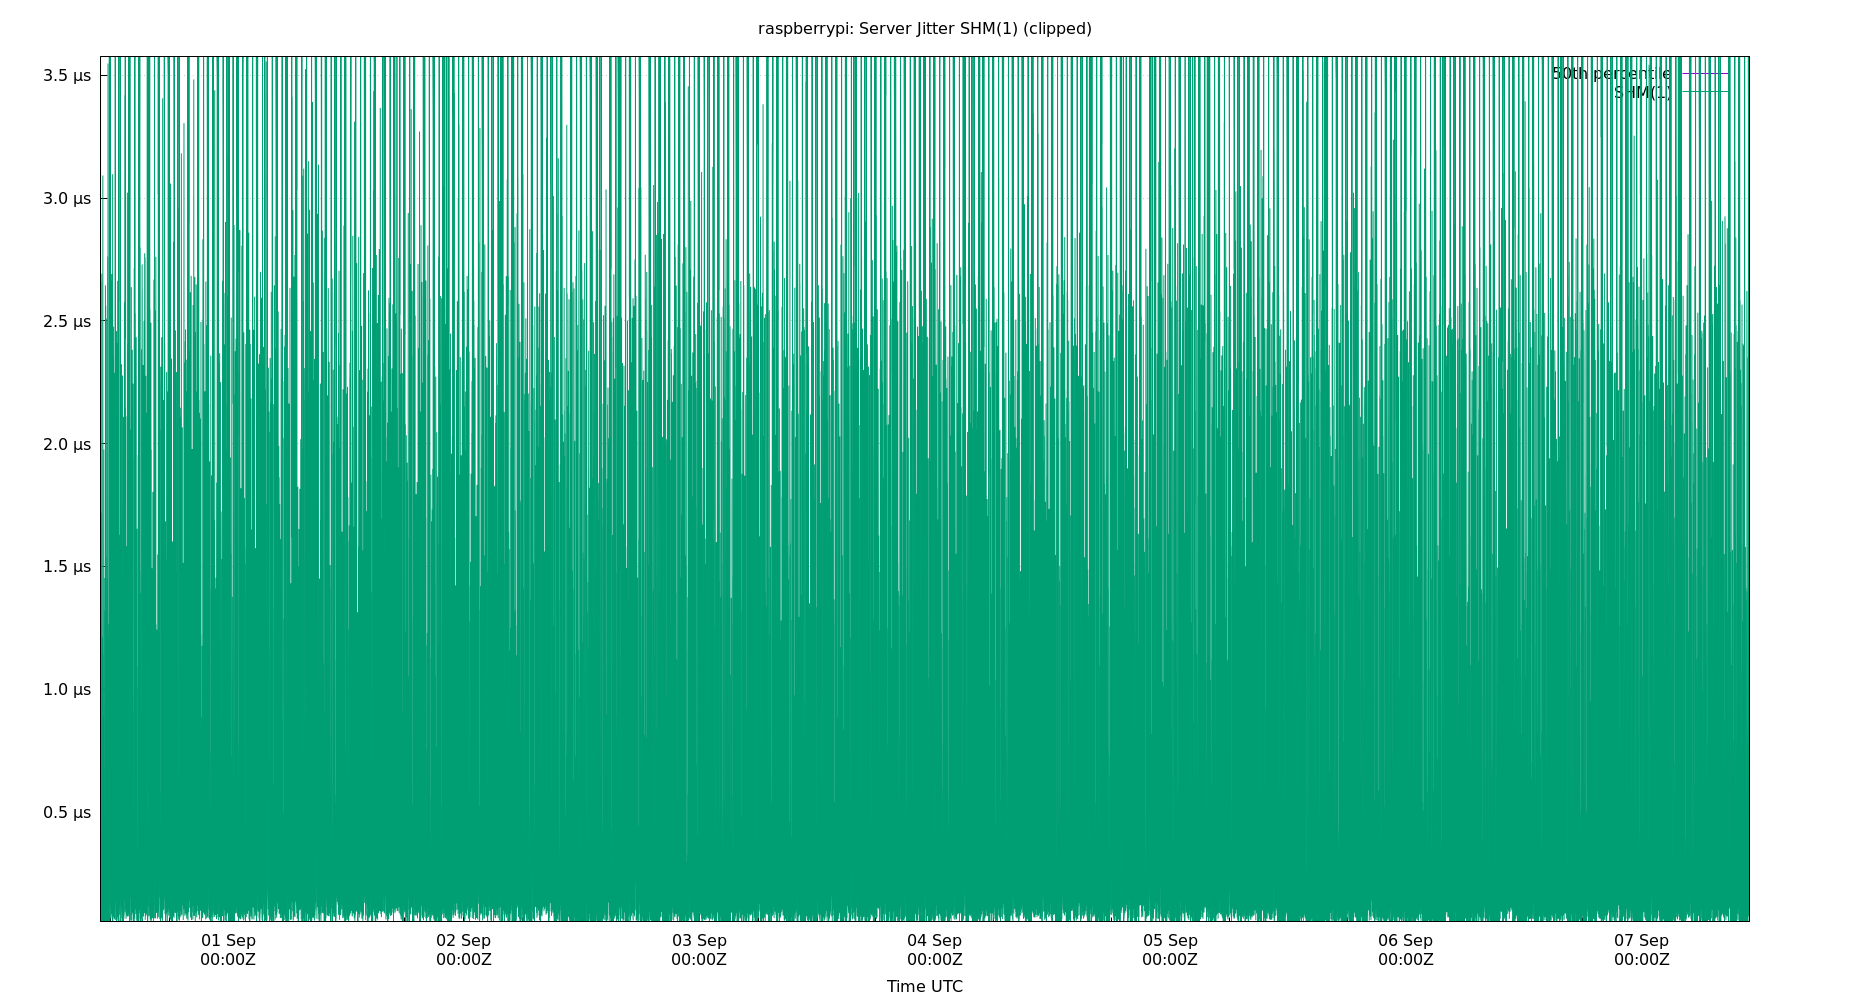 raspberrypi: Server Jitter SHM(1) (clipped)
50th percentile
SHM(1)
3.5 µs
3.0 µs
2.5 µs
2.0 µs
1.5 µs
1.0 µs
0.5 µs
01 Sep 02 Sep 03 Sep 04 Sep 05 Sep 06 Sep 07 Sep
00:00Z 00:00Z 00:00Z 00:00Z 00:00Z 00:00Z 00:00Z
Time UTC